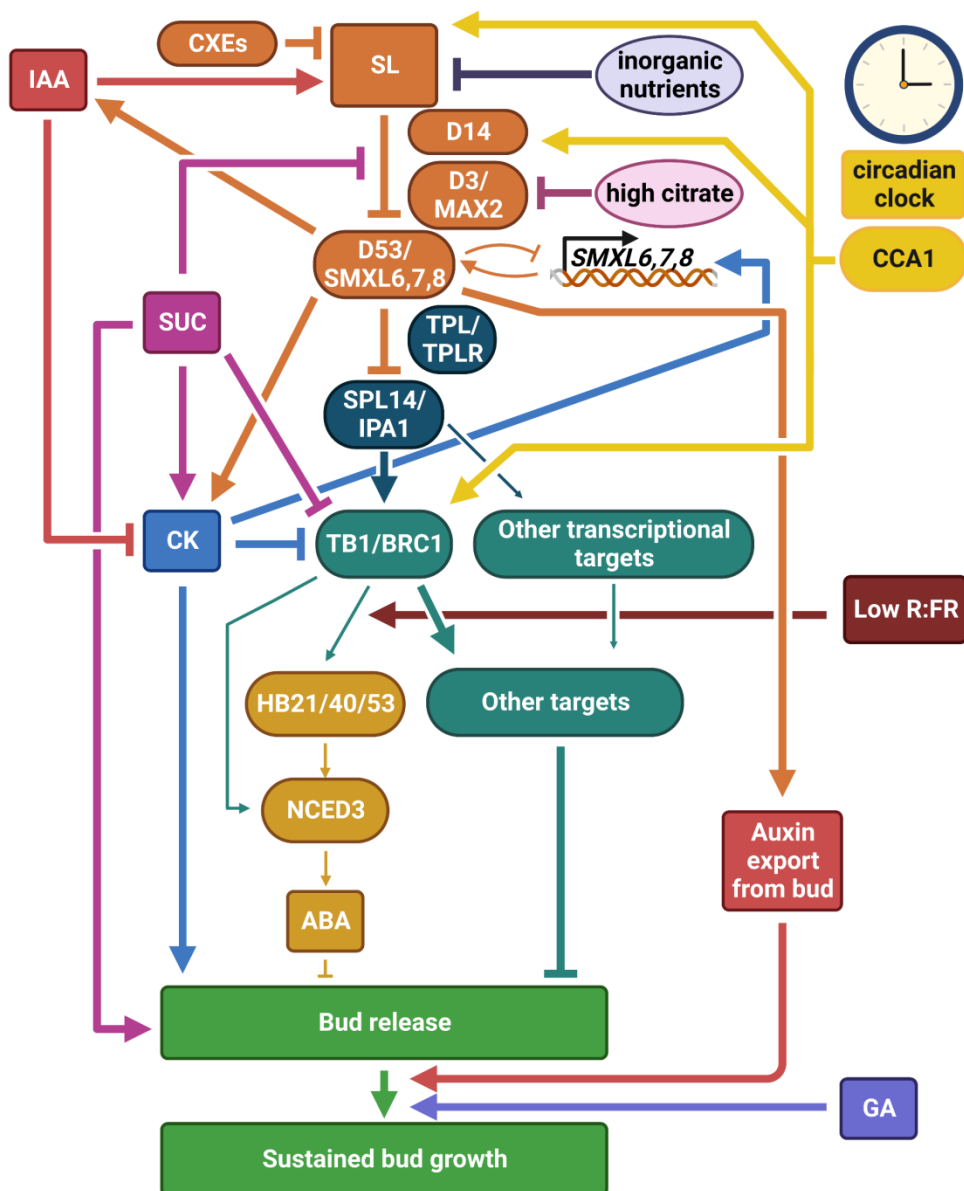 CXEs
SL
IAA
inorganic
nutrients
D14
D3/
MAX2
high citrate
circadian
clock
CCA1
D53/
SMXL6,7,8
SMXL6,7,8
SUC
TPL/
TPLR
SPL14/
IPA1
CK
TB1/BRC1
Other transcriptional
targets
Low R:FR
HB21/40/53
Other targets
NCED3
Auxin
export
from bud
ABA
Bud release
GA
Sustained bud growth